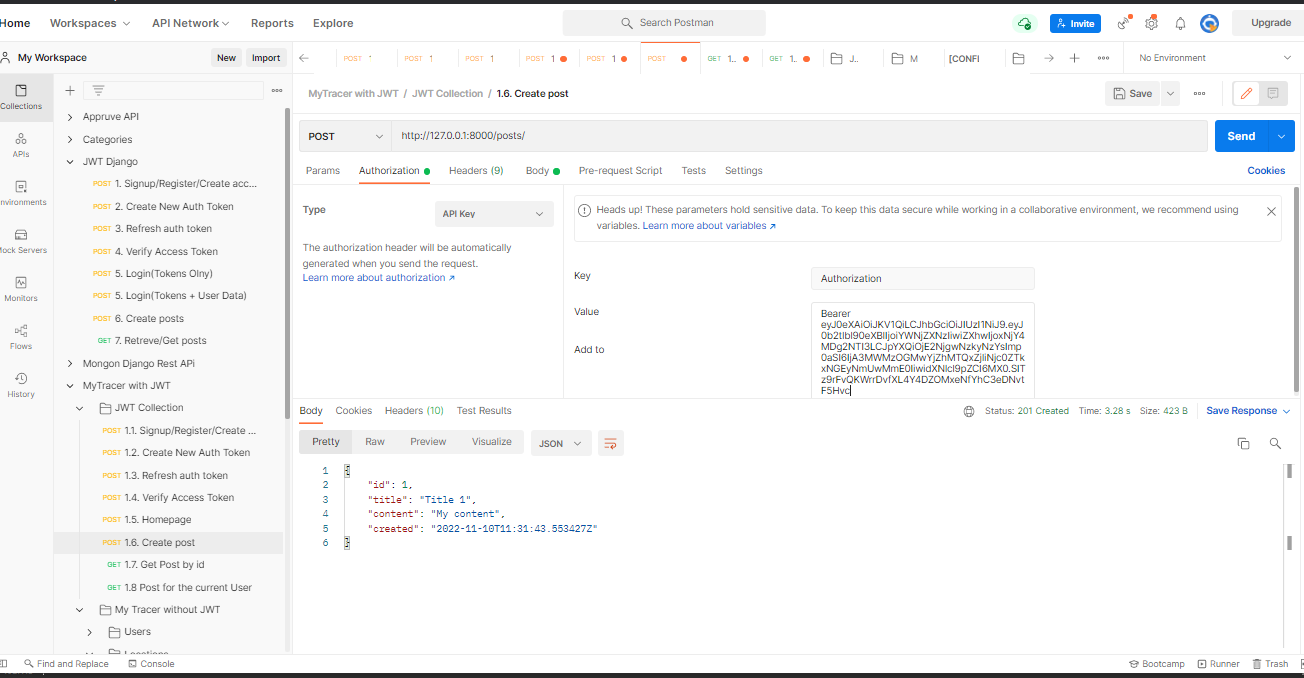 Home Workspaces API Network Reports Explore Search Postman Invite Upgrade
My Workspace New Import POST POST 1 POST 1 POST 1 POST 1 POST GET 1.. GET 1.. J.. M [CONFI No Environment
Collections
APIs
nvironments
Mock Servers
Monitors
Flows
History
Appruve API
Categories
JWT Django
POST 1. Signup/Register/Create acc...
POST 2. Create New Auth Token
POST 3. Refresh auth token
POST 4. Verify Access Token
POST 5. Login(Tokens Olny)
POST 5. Login(Tokens + User Data)
POST 6. Create posts
GET 7. Retreve/Get posts
Mongon Django Rest APi
MyTracer with JWT
JWT Collection
POST 1.1. Signup/Register/Create ...
POST 1.2. Create New Auth Token
POST 1.3. Refresh auth token
POST 1.4. Verify Access Token
POST 1.5. Homepage
POST 1.6. Create post
GET 1.7. Get Post by id
GET 1.8 Post for the current User
My Tracer without JWT
Users
Locations
MyTracer with JWT / JWT Collection / 1.6. Create post Save
POST http://127.0.0.1:8000/posts/ Send
Params Authorization Headers (9) Body Pre-request Script Tests Settings Cookies
Type API Key
The authorization header will be automatically
generated when you send the request.
Learn more about authorization ↗
Heads up! These parameters hold sensitive data. To keep this data secure while working in a collaborative environment, we recommend using
variables. Learn more about variables ↗
Key Authorization
Value Bearer
Add to
Body Cookies Headers (10) Test Results Status: 201 Created Time: 3.28 s Size: 423 B Save Response
Pretty Raw Preview Visualize JSON
1 {
2 "id": 1,
3 "title": "Title 1",
4 "content": "My content",
5 "created": "2022-11-10T11:31:43.553427Z"
6 }
Find and Replace Console Bootcamp Runner Trash